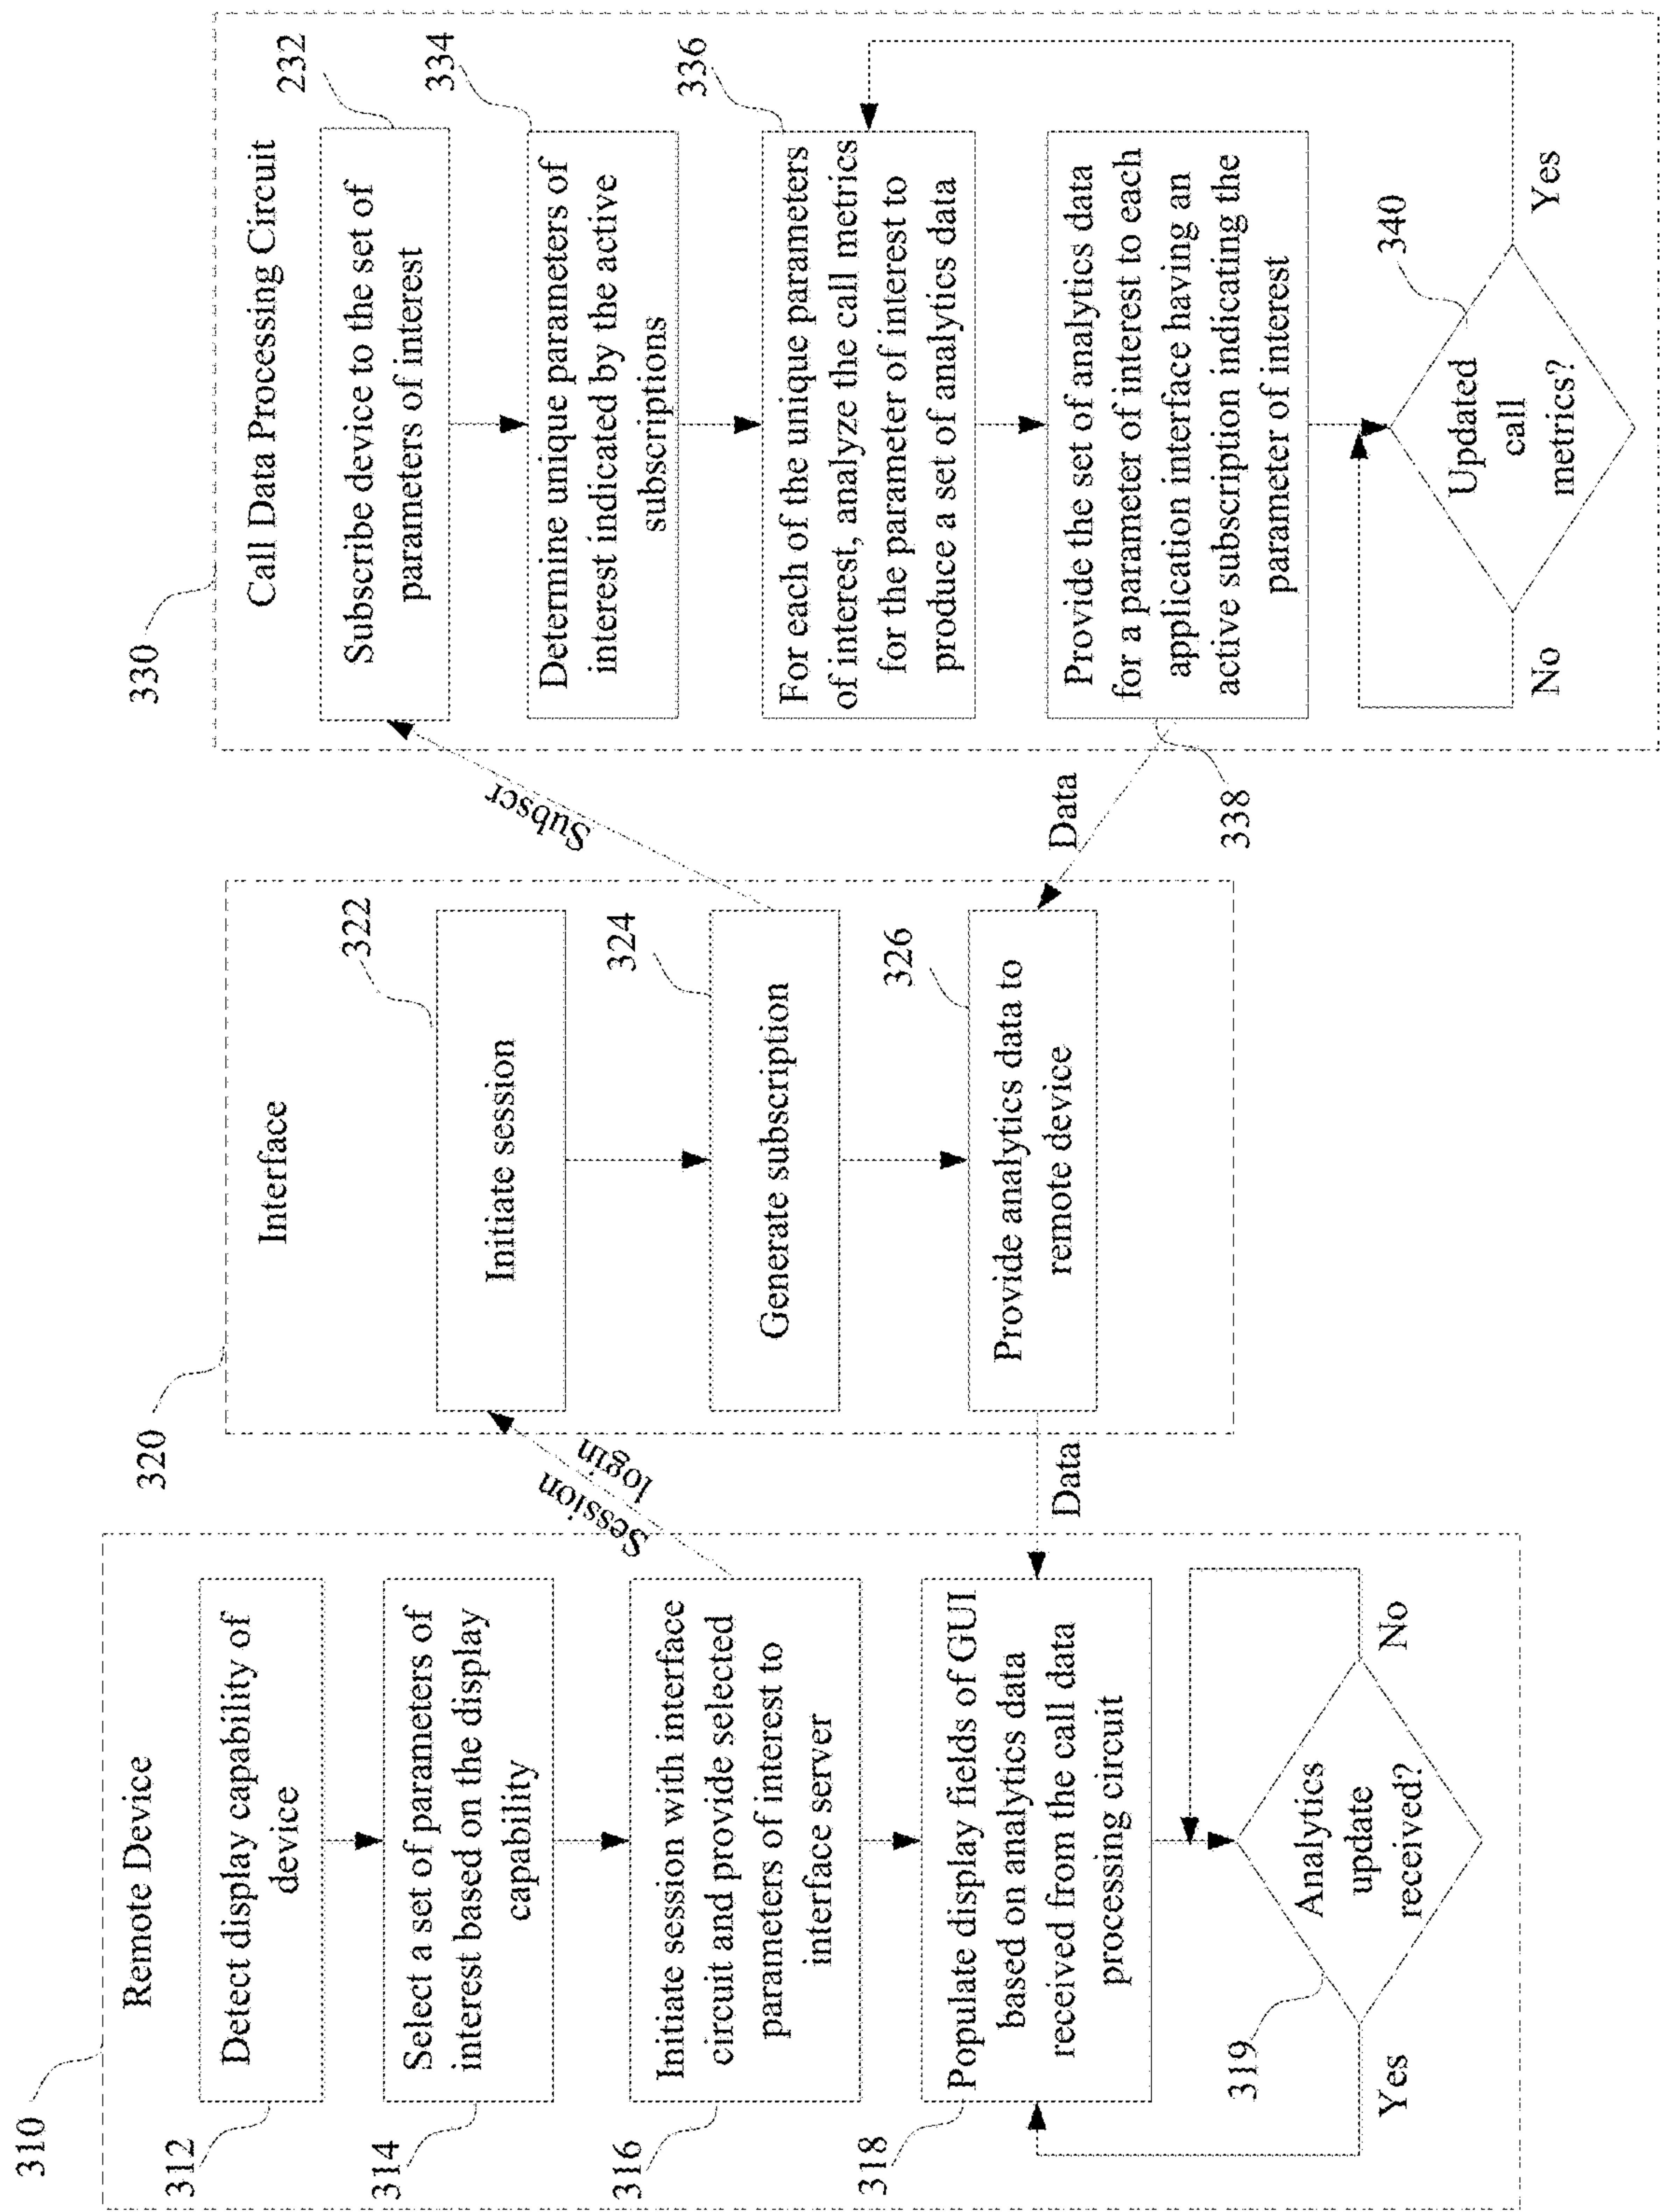 310
Remote Device
312
Detect display capability of
device
314
Select a set of parameters of
interest based on the display
capability
316
Initiate session with interface
circuit and provide selected
parameters of interest to
interface server
318
Populate display fields of GUI
based on analytics data
received from the call data
processing circuit
319
Analytics
update
received?
Yes
No
Session
login
Data
320
Interface
322
Initiate session
324
Generate subscription
326
Provide analytics data to
remote device
Subscr
Data
330
Call Data Processing Circuit
232
Subscribe device to the set of
parameters of interest
334
Determine unique parameters of
interest indicated by the active
subscriptions
336
For each of the unique parameters
of interest, analyze the call metrics
for the parameter of interest to
produce a set of analytics data
338
Provide the set of analytics data
for a parameter of interest to each
application interface having an
active subscription indicating the
parameter of interest
340
Updated
call
metrics?
No
Yes